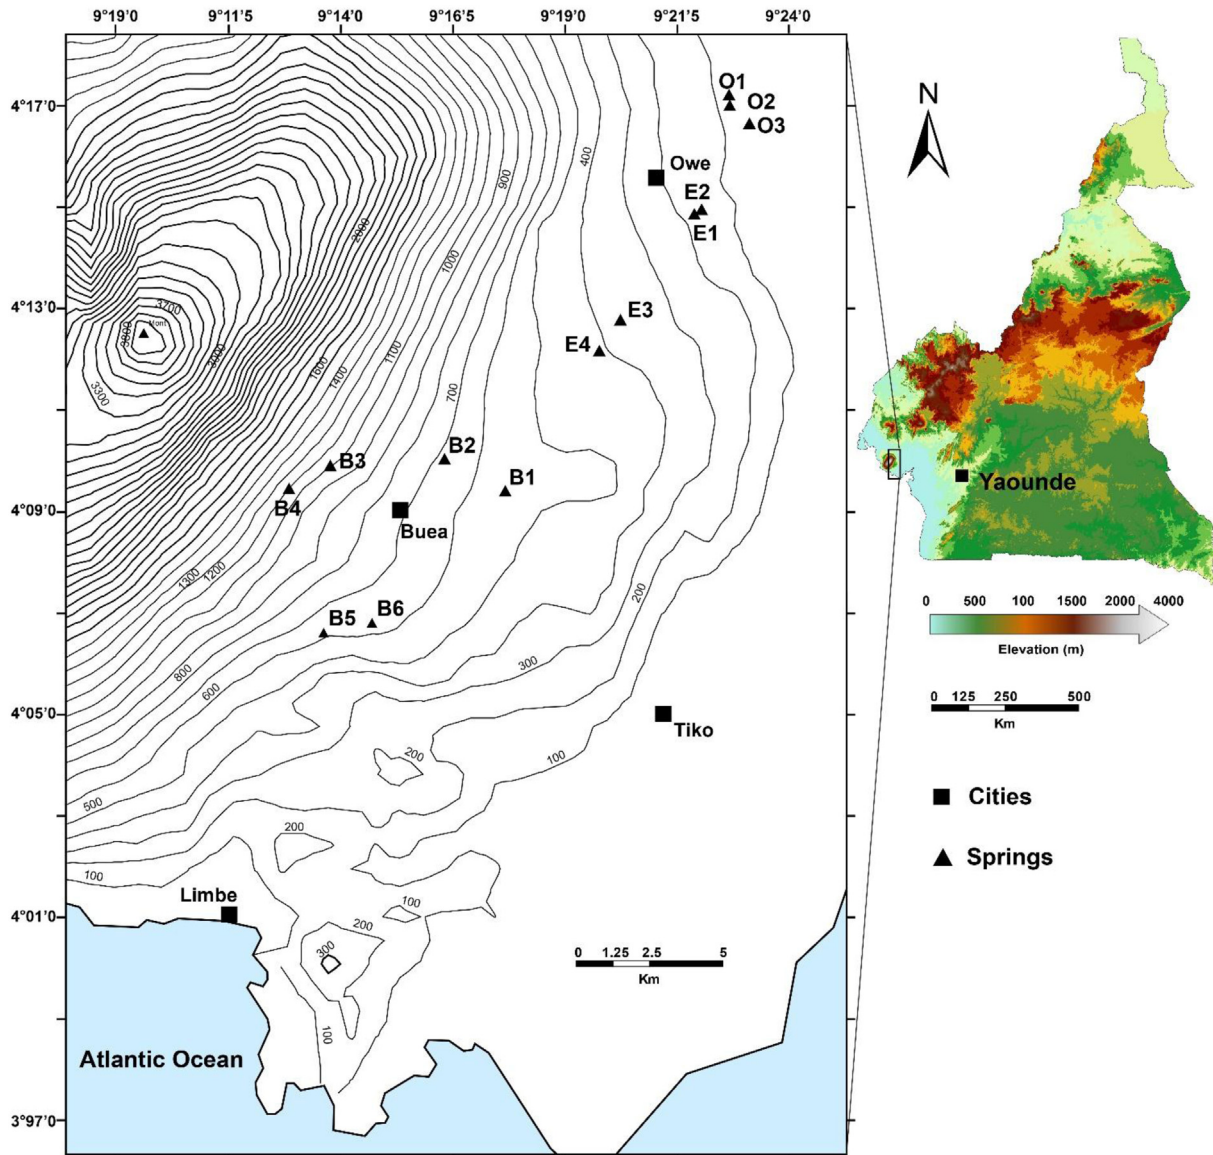 9°19’0 9°11’5 9°14’0 9°16’5 9°19’0 9°21’5 9°24’0
4°17’0
4°13’0
4°09’0
4°05’0
4°01’0
3°97’0
O1
O2
O3
Owe
E2
E1
E3
E4
B3
B4
B2
B1
Buea
B5
B6
Tiko
Limbe
Atlantic Ocean
Mont
400
900
2000
1000
3700
3800
3300
3000
1600
1400
1100
700
1300
1200
800
600
500
300
200
100
200
200
100
100
200
300
100
0 1.25 2.5 5
Km
N
Yaounde
0 500 100 1500 2000 4000
Elevation (m)
0 125 250 500
Km
Cities
Springs